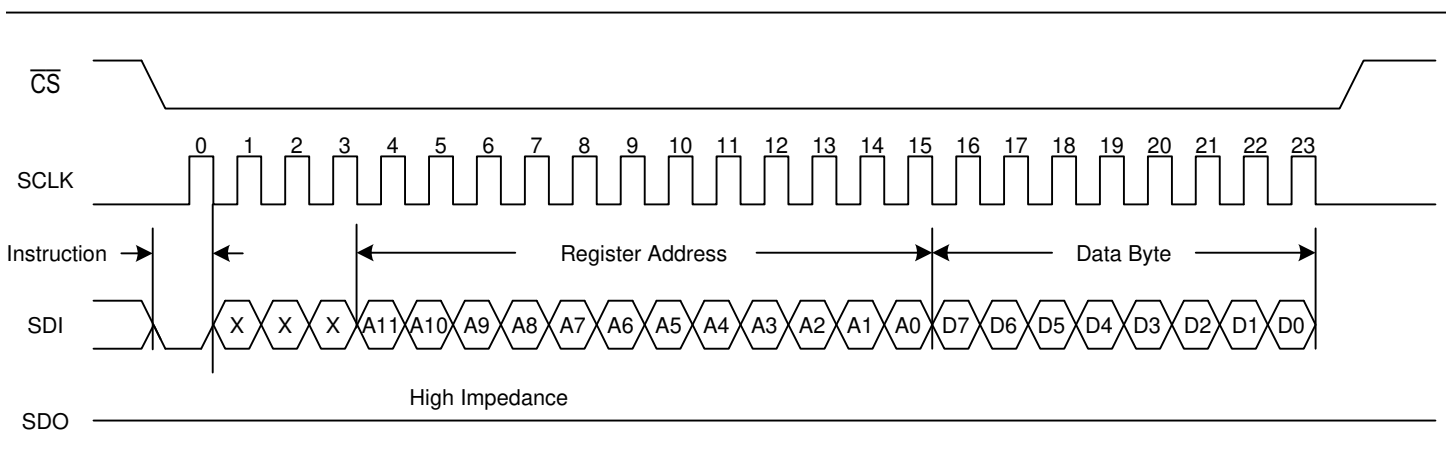 CS
0 1 2 3 4 5 6 7 8 9 10 11 12 13 14 15 16 17 18 19 20 21 22 23
SCLK
Instruction Register Address Data Byte
SDI X X X A11 A10 A9 A8 A7 A6 A5 A4 A3 A2 A1 A0 D7 D6 D5 D4 D3 D2 D1 D0
High Impedance
SDO